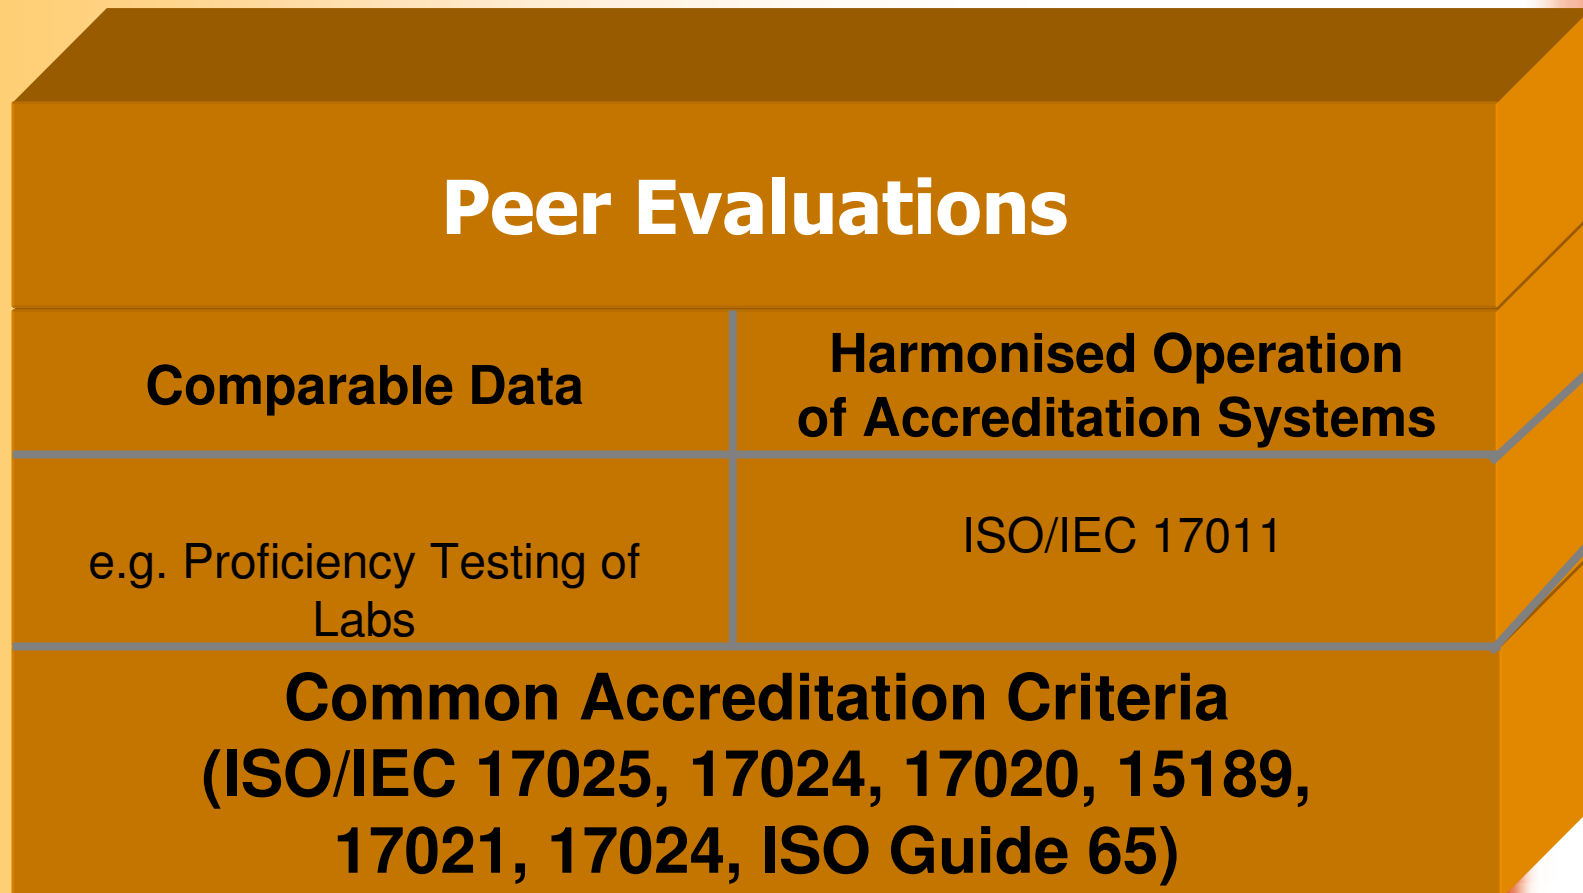 Peer Evaluations
Comparable Data
Harmonised Operation
of Accreditation Systems
e.g. Proficiency Testing of
Labs
ISO/IEC 17011
Common Accreditation Criteria
(ISO/IEC 17025, 17024, 17020, 15189,
17021, 17024, ISO Guide 65)